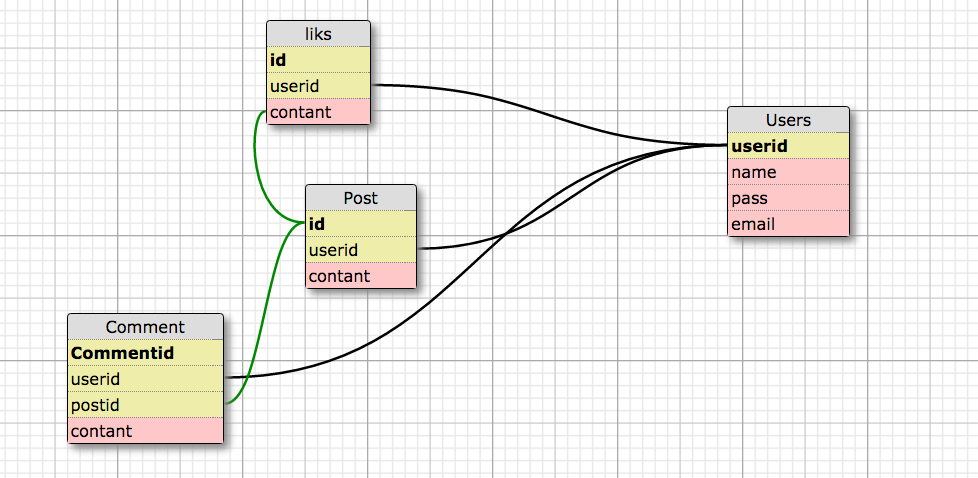 liks
id
userid
contant
Users
userid
name
pass
email
Post
id
userid
contant
Comment
Commentid
userid
postid
contant